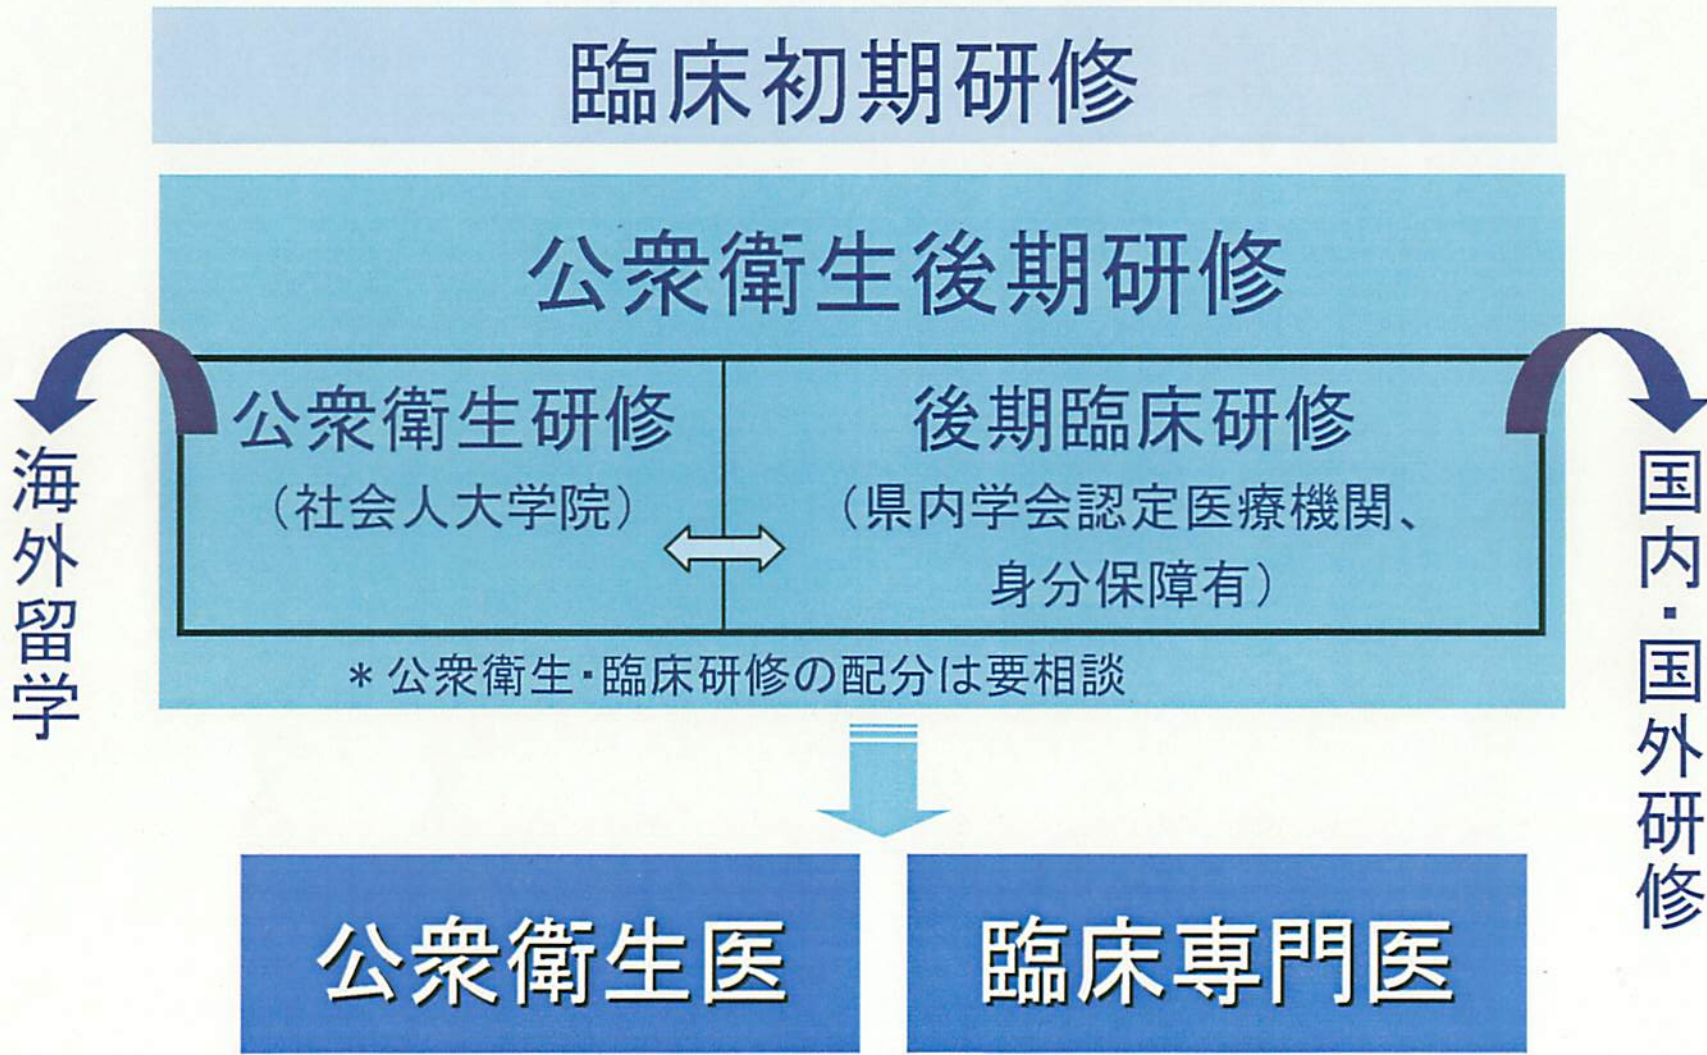 臨床初期研修
公衆衛生後期研修
公衆衛生研修
(社会人大学院)
後期臨床研修
(県内学会認定医療機関、
身分保障有)
*公衆衛生・臨床研修の配分は要相談
海外留学
国内・国外研修
公衆衛生医
臨床専門医